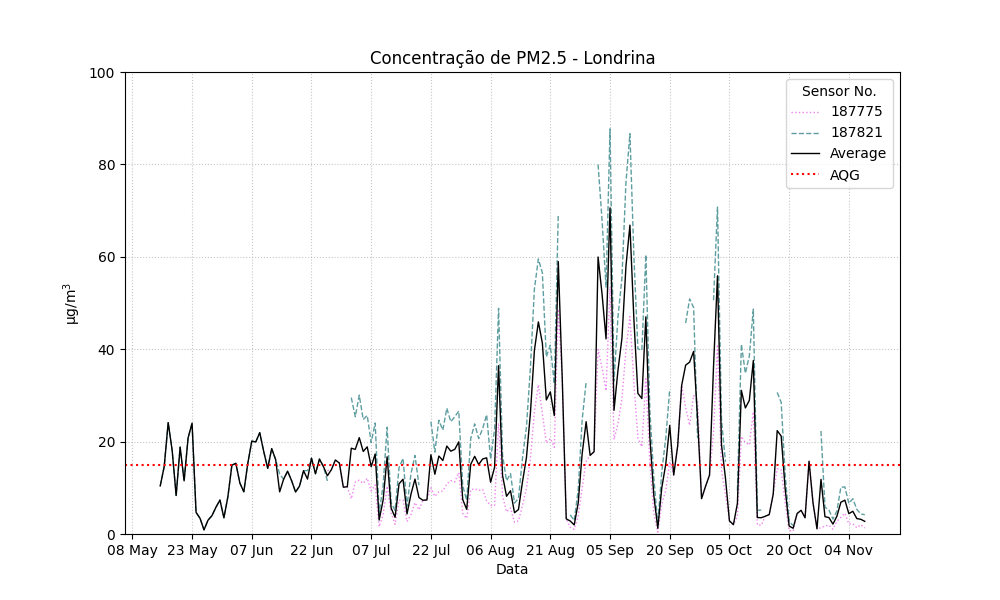 Concentração de PM2.5 - Londrina
100
80
60
40
20
0
µg/m³
Sensor No.
187775
187821
Average
AQG
08 May 23 May 07 Jun 22 Jun 07 Jul 22 Jul 06 Aug 21 Aug 05 Sep 20 Sep 05 Oct 20 Oct 04 Nov
Data